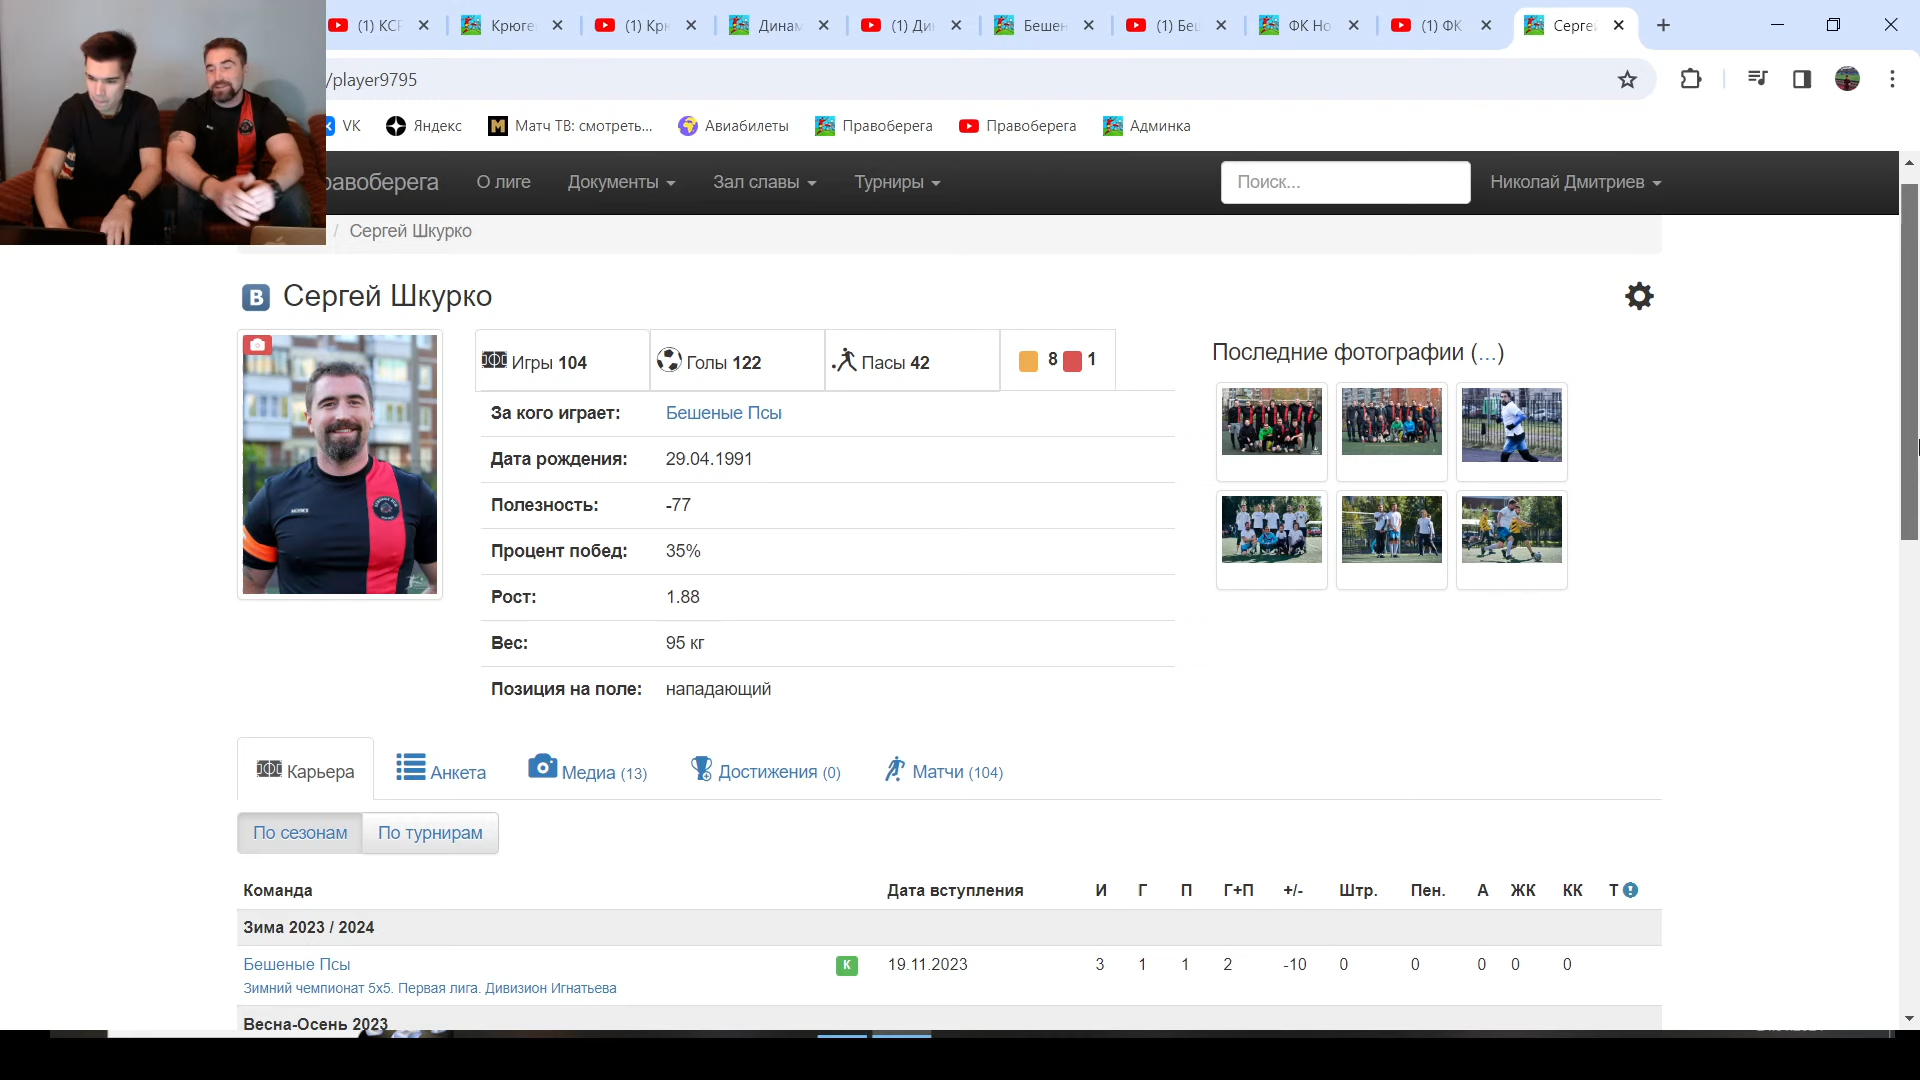 (1) КСР
Крюге
(1) Крк
Динам
(1) Ди
Бешен
(1) Беш
ФК Но
(1) ФК
Серге
/player9795
VK
Яндекс
Матч ТВ: смотреть...
Авиабилеты
Правоберега
Правоберега
Админка
равоберега
О лиге
Документы
Зал славы
Турниры
Поиск...
Николай Дмитриев
/ Сергей Шкурко
Сергей Шкурко
Игры 104
Голы 122
Пасы 42
8
1
Последние фотографии (...)
За кого играет: Бешеные Псы
Дата рождения: 29.04.1991
Полезность: -77
Процент побед: 35%
Рост: 1.88
Вес: 95 кг
Позиция на поле: нападающий
Карьера
Анкета
Медиа (13)
Достижения (0)
Матчи (104)
По сезонам
По турнирам
Команда Дата вступления И Г П Г+П +/- Штр. Пен. А ЖК КК Т
Зима 2023 / 2024
Бешеные Псы К 19.11.2023 3 1 1 2 -10 0 0 0 0 0
Зимний чемпионат 5х5. Первая лига. Дивизион Игнатьева
Весна-Осень 2023